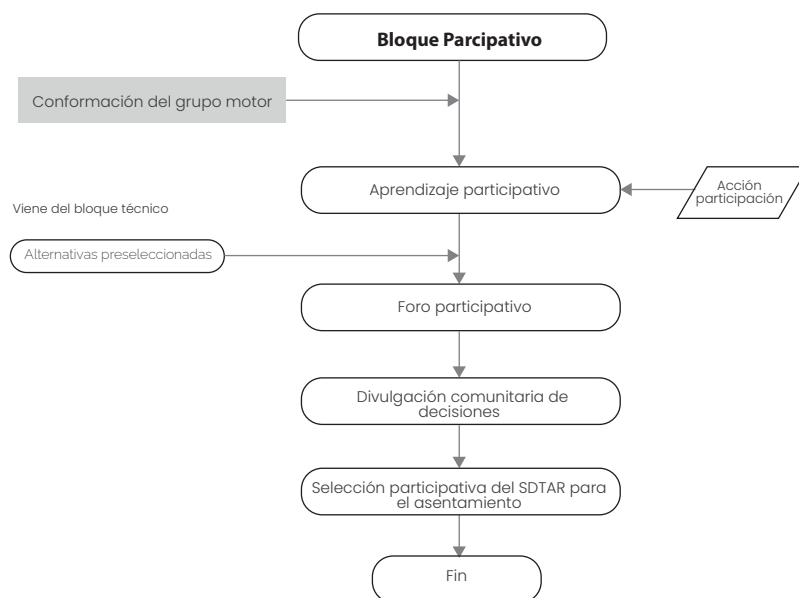 Bloque Parcipativo
Conformación del grupo motor
Aprendizaje participativo
Acción
participación
Viene del bloque técnico
Alternativas preseleccionadas
Foro participativo
Divulgación comunitaria de
decisiones
Selección participativa del SDTAR para
el asentamiento
Fin